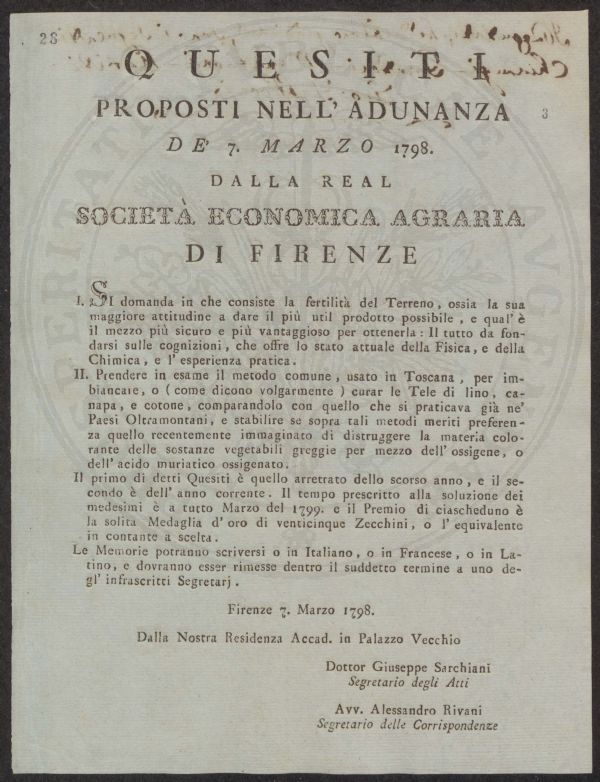 28
QUESITI
PROPOSTI NELL' ADUNANZA
3
DE' 7. MARZO 1798.
DALLA REAL
SOCIETÀ ECONOMICA AGRARIA
DI FIRENZE
I. SI domanda in che consiste la fertilità del Terreno, ossia la sua
maggiore attitudine a dare il più util prodotto possibile, e qual' è
il mezzo più sicuro e più vantaggioso per ottenerla: Il tutto da fon-
darsi sulle cognizioni, che offre lo stato attuale della Fisica, e della
Chimica, e l' esperienza pratica.
II. Prendere in esame il metodo comune, usato in Toscana, per im-
biancare, o (come dicono volgarmente) curar le Tele di lino, ca-
napa, e cotone, comparandolo con quello che si praticava già ne'
Paesi Oltramontani, e stabilire se sopra tali metodi meriti preferen-
za quello recentemente immaginato di distruggere la materia colo-
rante delle sostanze vegetabili greggie per mezzo dell' ossigene, o
dell' acido muriatico ossigenato.
Il primo di detti Quesiti è quello arretrato dello scorso anno, e il se-
condo è dell' anno corrente. Il tempo prescritto alla soluzione dei
medesimi è a tutto Marzo del 1799. e il Premio di ciascheduno è
la solita Medaglia d' oro di venticinque Zecchini, o l' equivalente
in contante a scelta.
Le Memorie potranno scriversi o in Italiano, o in Francese, o in La-
tino, e dovranno esser rimesse dentro il suddetto termine a uno de-
gl' infrascritti Segretarj.
Firenze 7. Marzo 1798.
Dalla Nostra Residenza Accad. in Palazzo Vecchio
Dottor Giuseppe Sarchiani
Segretario degli Atti
Avv. Alessandro Rivani
Segretario delle Corrispondenze